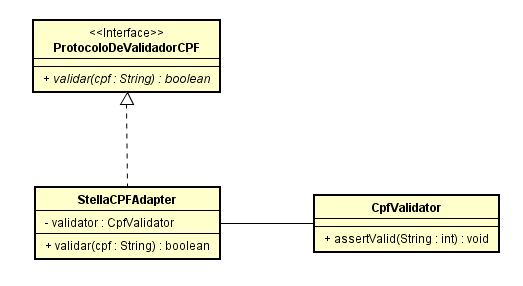 <<Interface>>
ProtocoloDeValidadorCPF
+ validar(cpf : String) : boolean
StellaCPFAdapter
- validator : CpfValidator
+ validar(cpf : String) : boolean
CpfValidator
+ assertValid(String : int) : void